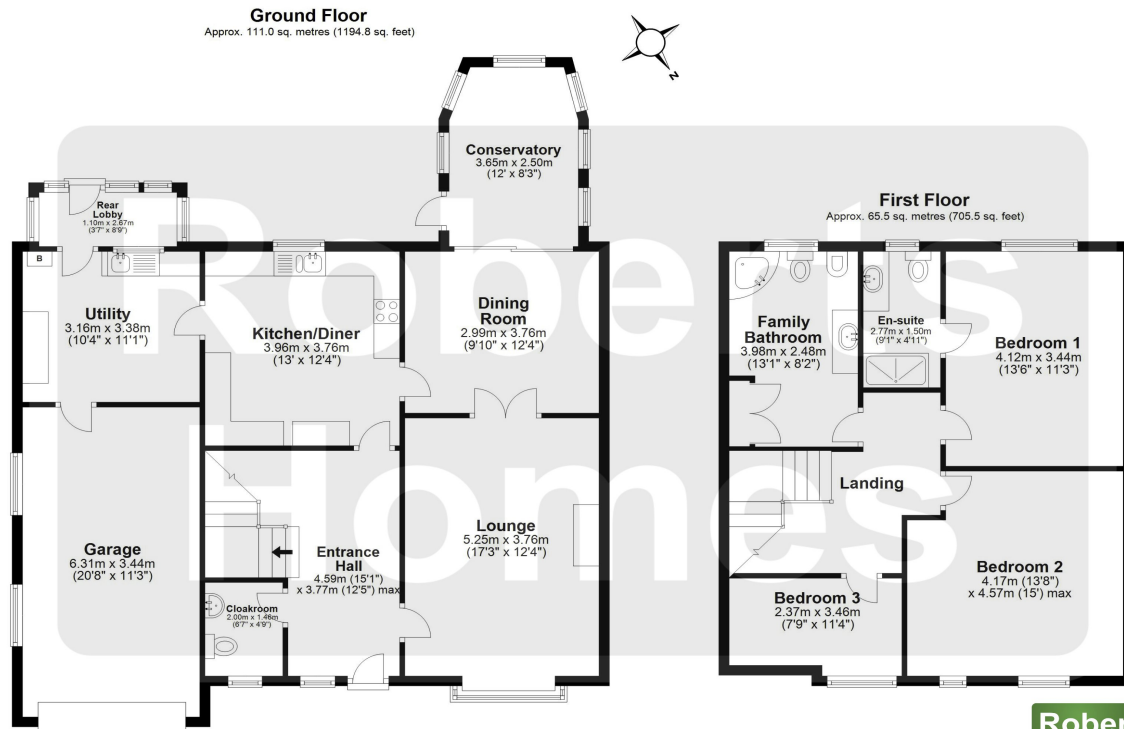 Ground Floor
Approx. 111.0 sq. metres (1194.8 sq. feet)
N
Conservatory
3.65m x 2.50m
(12' x 8'3")
Rear
Lobby
1.10m x 2.67m
(3'7" x 8'9")
B
Utility
3.16m x 3.38m
(10'4" x 11'1")
Kitchen/Diner
3.96m x 3.76m
(13' x 12'4")
Dining
Room
2.99m x 3.76m
(9'10" x 12'4")
Garage
6.31m x 3.44m
(20'8" x 11'3")
Entrance
Hall
4.59m (15'1")
x 3.77m (12'5") max
Lounge
5.25m x 3.76m
(17'3" x 12'4")
Cloakroom
2.00m x 1.46m
(6'7" x 4'9")
First Floor
Approx. 65.5 sq. metres (705.5 sq. feet)
Family
Bathroom
3.98m x 2.48m
(13'1" x 8'2")
En-suite
2.77m x 1.50m
(9'1" x 4'11")
Bedroom 1
4.12m x 3.44m
(13'6" x 11'3")
Landing
Bedroom 2
4.17m (13'8")
x 4.57m (15') max
Bedroom 3
2.37m x 3.46m
(7'9" x 11'4")
Roberts
Homes
Rober